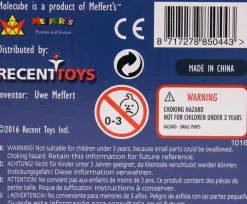 Molecube is a product of Meffert's™
MEFFERT'S
Puzzles and Games
8 717278 850443 >
Distributed by:
RECENT TOYS
MADE IN CHINA
Inventor: Uwe Meffert
0-3
WARNING
CHOKING HAZARD
NOT FOR CHILDREN UNDER 3 YEARS
HAZARD - SMALL PARTS
©2016 Recent Toys Intl.
1016
WARNING! Not suitable for children under 3 years, because small parts could be swallowed
Choking hazard. Retain this information for future reference.
ACHTUNG! Nicht für Kinder unter 3 Jahren geeignet, da Kleinteile verschluckt werden können.
Erstickungsgefahr! Diese Information bitte aufbewahren.
ATTENTION! Ne convient pas aux enfants de moins de 3 ans. Ce produit contient des pièces de
petite taille. Risque de suffocation. Instructions à conserver.
¡ADVERTENCIA! No conveniente para menores de 3 años. Peligro de asfixia con las partes pequeñas